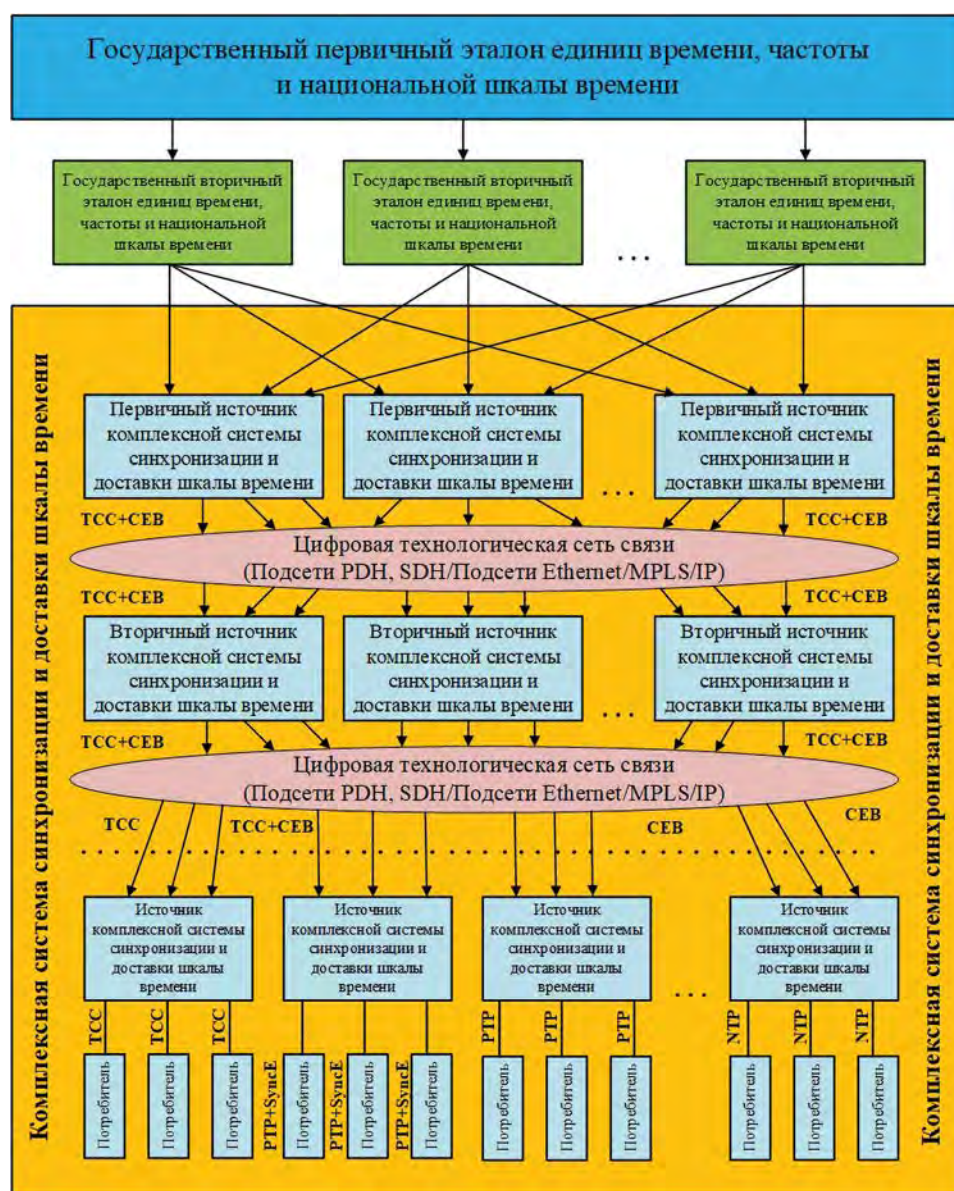 Государственный первичный эталон единиц времени, частоты
и национальной шкалы времени
Государственный вторичный
эталон единиц времени,
частоты и национальной
шкалы времени
Государственный вторичный
эталон единиц времени,
частоты и национальной
шкалы времени
...
Государственный вторичный
эталон единиц времени,
частоты и национальной
шкалы времени
Комплексная система синхронизации и доставки шкалы времени
Первичный источник
комплексной системы
синхронизации и
доставки шкалы времени
Первичный источник
комплексной системы
синхронизации и
доставки шкалы времени
...
Первичный источник
комплексной системы
синхронизации и
доставки шкалы времени
ТСС+СЕВ
ТСС+СЕВ
Цифровая технологическая сеть связи
(Подсети PDH, SDH/Подсети Ethernet/MPLS/IP)
ТСС+СЕВ
ТСС+СЕВ
Вторичный источник
комплексной системы
синхронизации и
доставки шкалы времени
Вторичный источник
комплексной системы
синхронизации и
доставки шкалы времени
...
Вторичный источник
комплексной системы
синхронизации и
доставки шкалы времени
ТСС+СЕВ
ТСС+СЕВ
Цифровая технологическая сеть связи
(Подсети PDH, SDH/Подсети Ethernet/MPLS/IP)
ТСС
ТСС+СЕВ
СЕВ
СЕВ
Источник
комплексной системы
синхронизации и
доставки шкалы
времени
Источник
комплексной системы
синхронизации и
доставки шкалы
времени
Источник
комплексной системы
синхронизации и
доставки шкалы
времени
...
Источник
комплексной системы
синхронизации и
доставки шкалы
времени
ТСС
ТСС
ТСС
PTP+SyncE
PTP+SyncE
PTP+SyncE
PTP
PTP
PTP
NTP
NTP
NTP
Потребитель
Потребитель
Потребитель
Потребитель
Потребитель
Потребитель
Потребитель
Потребитель
Потребитель
Потребитель
Потребитель
Потребитель
Комплексная система синхронизации и доставки шкалы времени